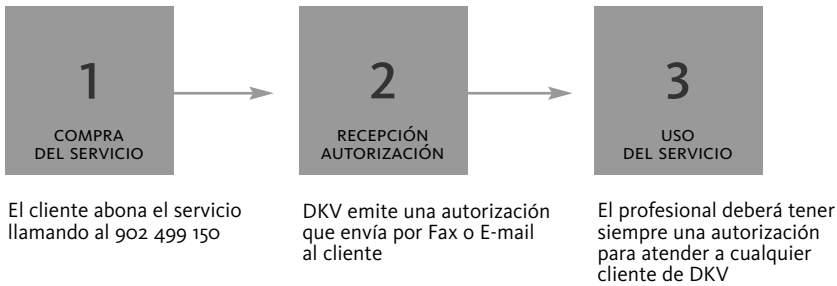 1
COMPRA
DEL SERVICIO
El cliente abona el servicio
llamando al 902 499 150
2
RECEPCIÓN
AUTORIZACIÓN
DKV emite una autorización
que envía por Fax o E-mail
al cliente
3
USO
DEL SERVICIO
El profesional deberá tener
siempre una autorización
para atender a cualquier
cliente de DKV